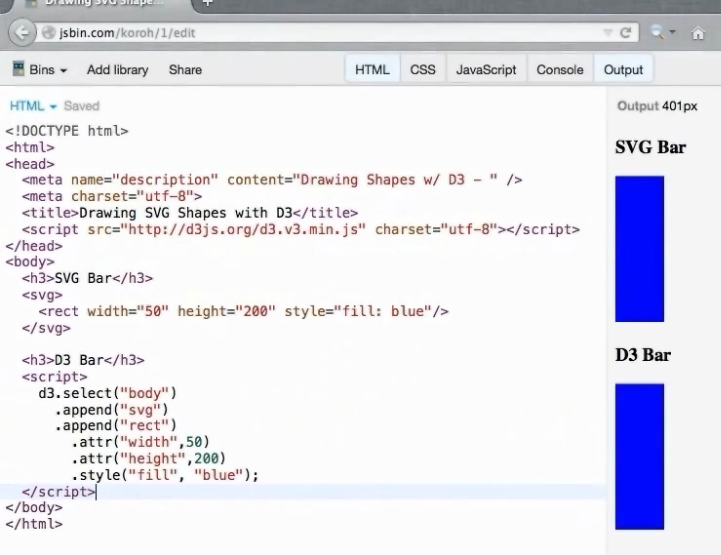 Drawing SVG Shape...
jsbin.com/koroh/1/edit
Bins Add library Share HTML CSS JavaScript Console Output
HTML Saved
Output 401px
<!DOCTYPE html>
<html>
<head>
<meta name="description" content="Drawing Shapes w/ D3 - " />
<meta charset="utf-8">
<title>Drawing SVG Shapes with D3</title>
<script src="http://d3js.org/d3.v3.min.js" charset="utf-8"></script>
</head>
<body>
<h3>SVG Bar</h3>
<svg>
<rect width="50" height="200" style="fill: blue"/>
</svg>
<h3>D3 Bar</h3>
<script>
d3.select("body")
.append("svg")
.append("rect")
.attr("width",50)
.attr("height",200)
.style("fill", "blue");
</script>
</body>
</html>
SVG Bar
D3 Bar